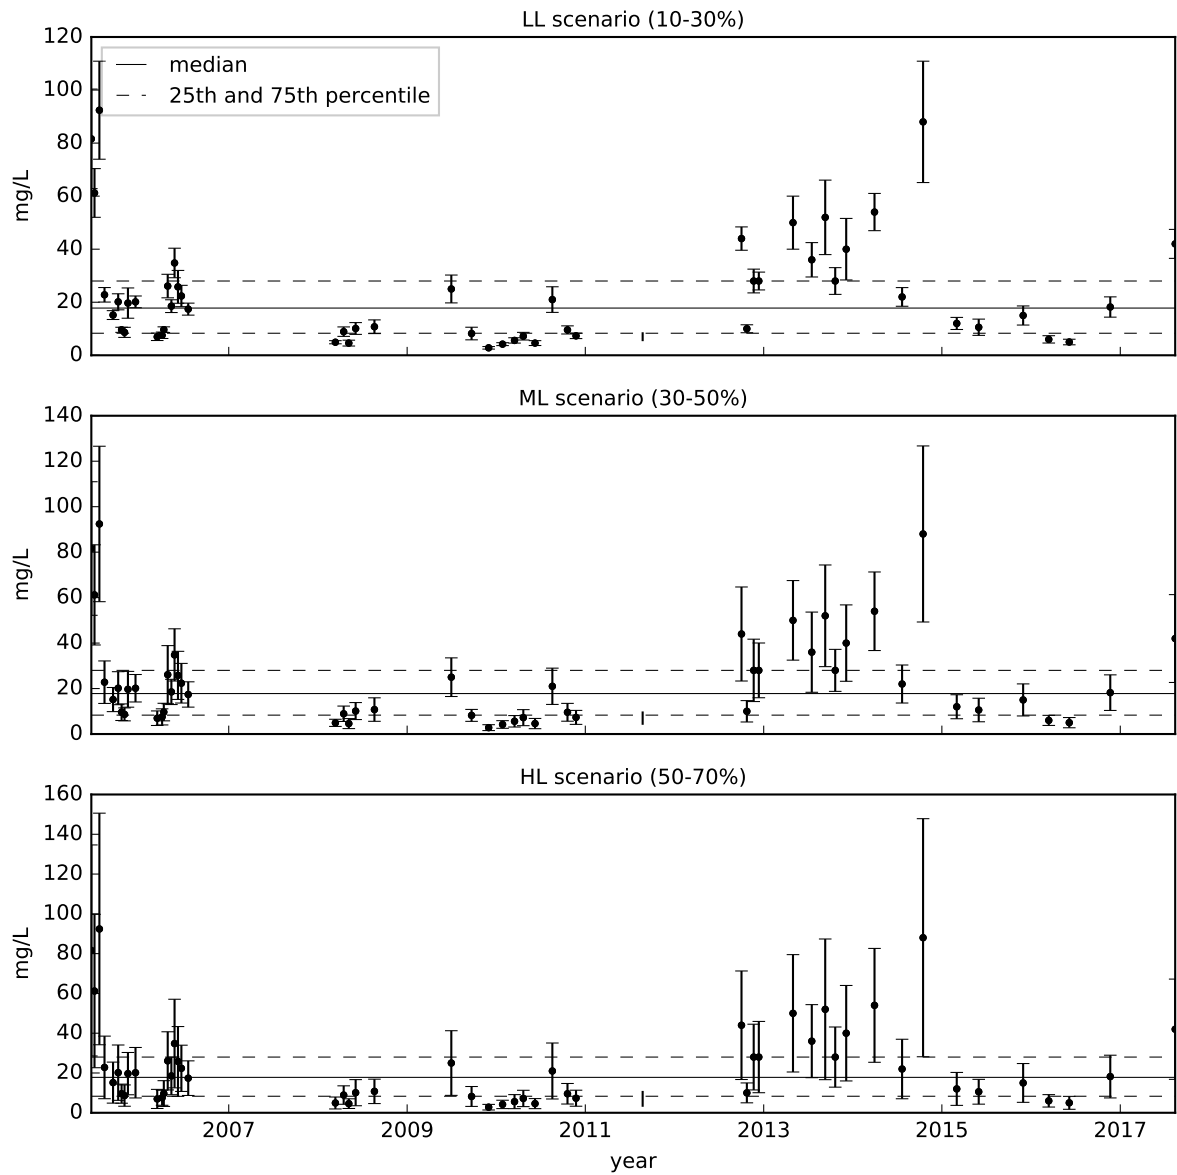 LL scenario (10-30%)
120
100
80
60
40
20
0
mg/L
median
25th and 75th percentile
ML scenario (30-50%)
140
120
100
80
60
40
20
0
mg/L
HL scenario (50-70%)
160
140
120
100
80
60
40
20
0
mg/L
2007 2009 2011 2013 2015 2017
year